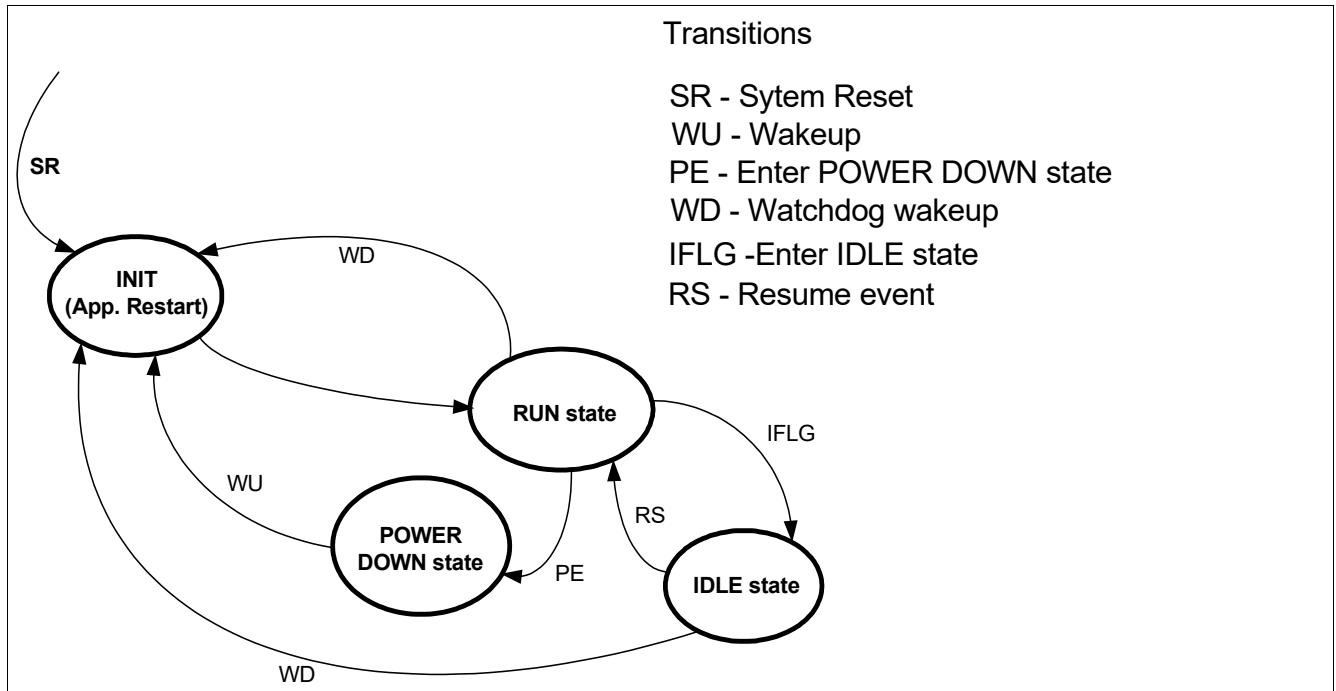 Transitions
SR - Sytem Reset
WU - Wakeup
PE - Enter POWER DOWN state
WD - Watchdog wakeup
IFLG -Enter IDLE state
RS - Resume event
SR
INIT
(App. Restart)
WD
RUN state
IFLG
WU
RS
POWER
DOWN state
PE
IDLE state
WD